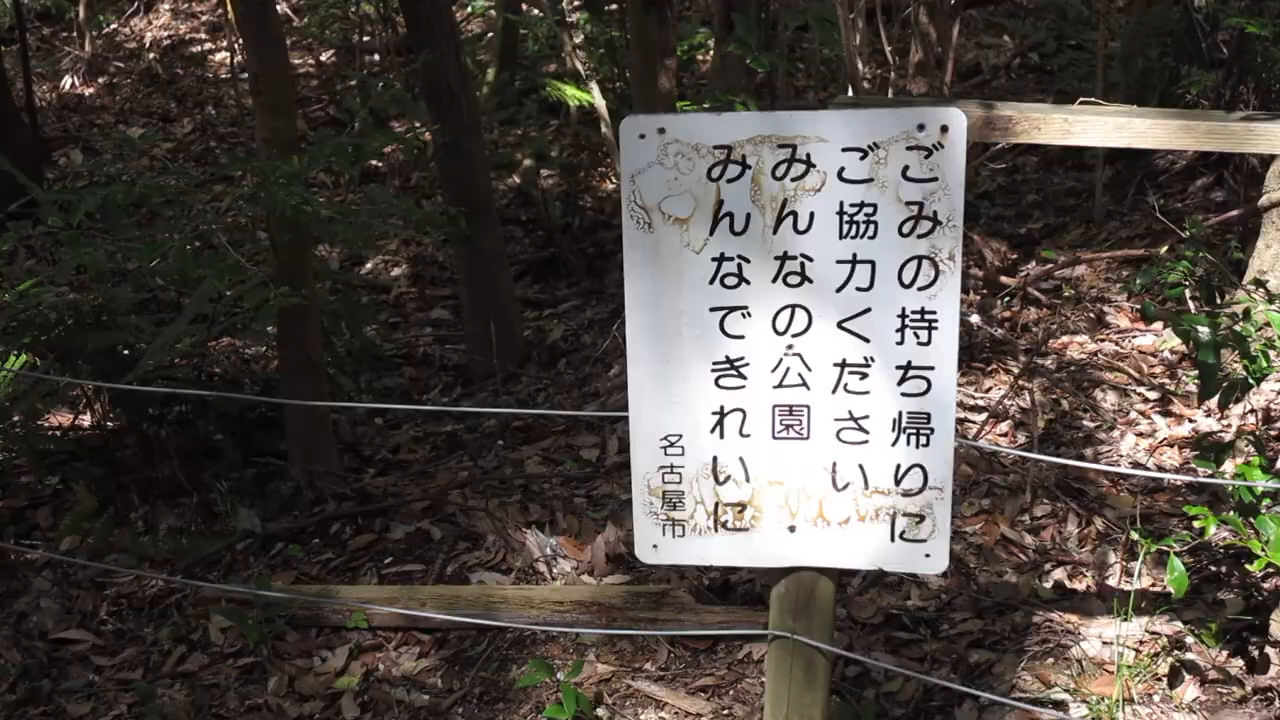 ごみの持ち帰りに
ご協力ください
みんなの公園
みんなできれいに
名古屋市